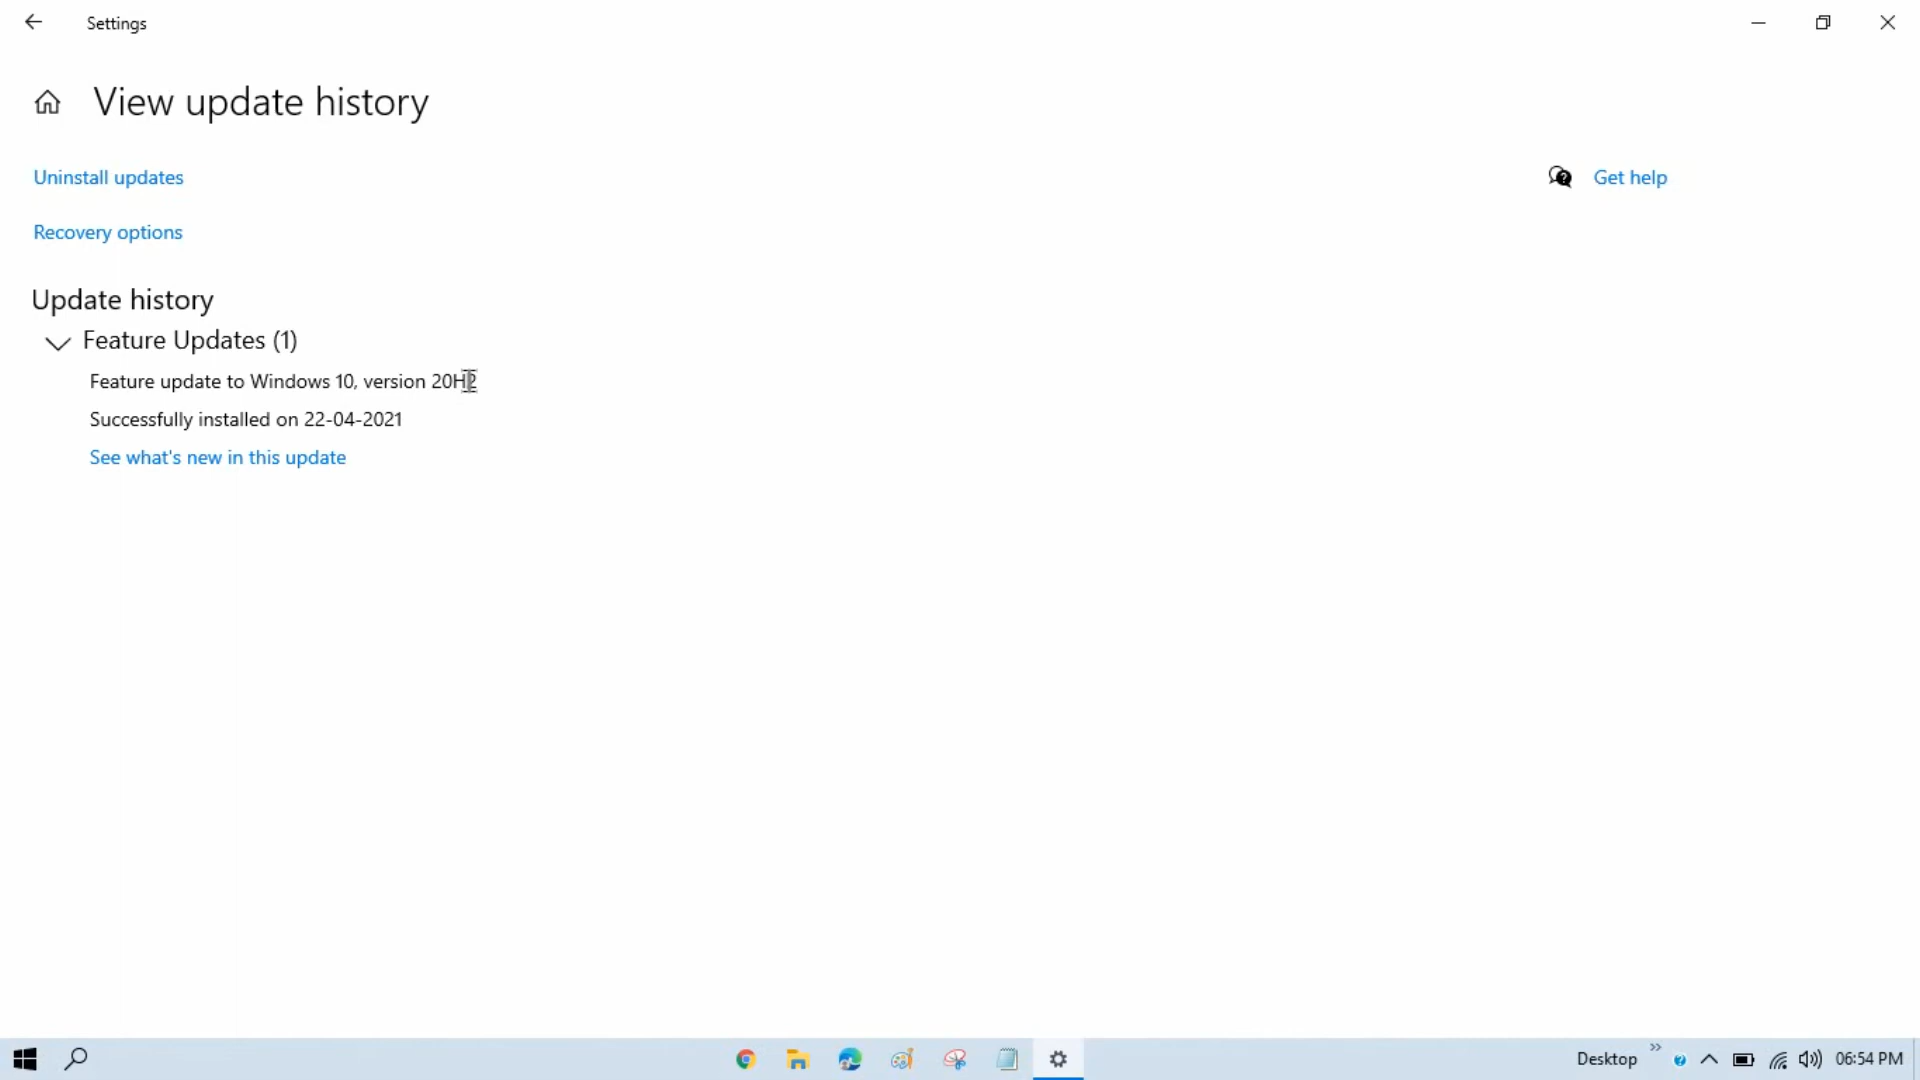 Settings
View update history
Uninstall updates
Get help
Recovery options
Update history
Feature Updates (1)
Feature update to Windows 10, version 20H2
Successfully installed on 22-04-2021
See what's new in this update
Desktop
06:54 PM